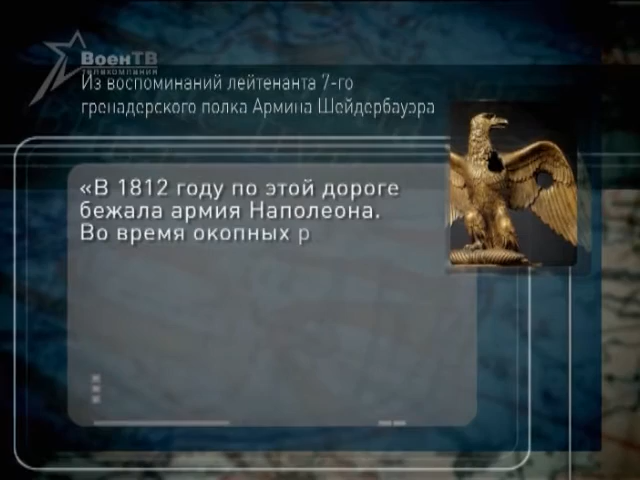 ВоенТВ
телекомпания
Из воспоминаний лейтенанта 7-го
гренадерского полка Армина Шейдербауэра
«В 1812 году по этой дороге
бежала армия Наполеона.
Во время окопных р